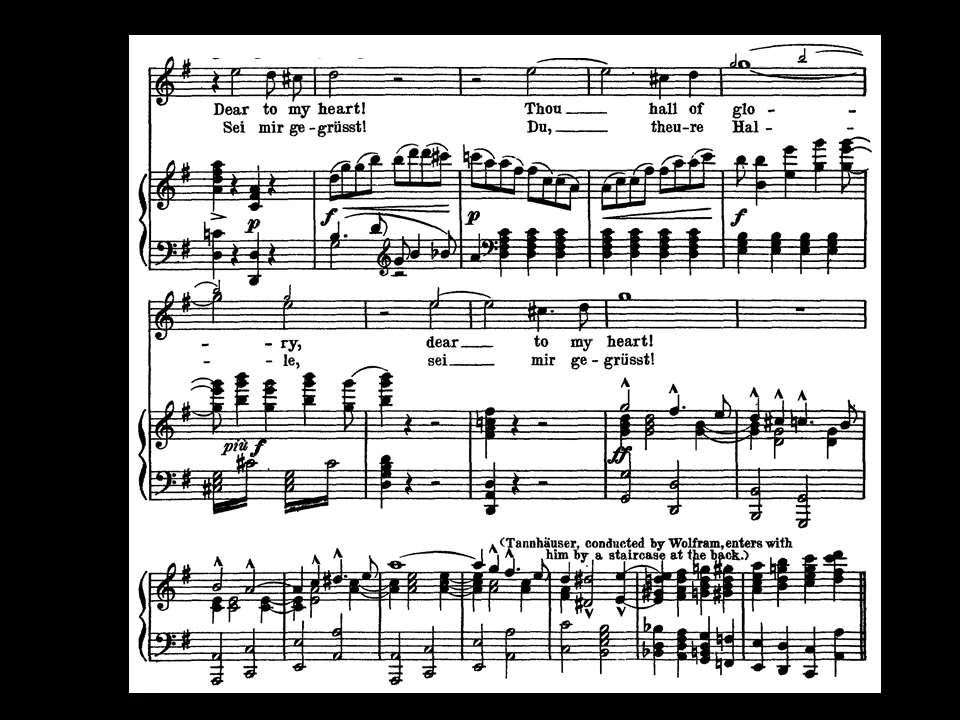 Dear to my heart! Thou hall of glo - -
Sei mir ge-grüsst! Du, theu-re Hal - -
p f p f
- - ry, dear to my heart!
- - le, sei mir ge-grüsst!
più f ff
(Tannhäuser, conducted by Wolfram, enters with
him by a staircase at the back.)